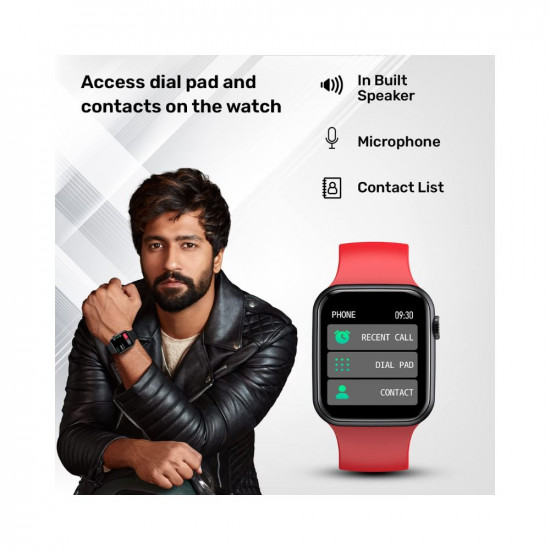 Access dial pad and
contacts on the watch
In Built
Speaker
Microphone
Contact List
PHONE 09:30
RECENT CALL
DIAL PAD
CONTACT